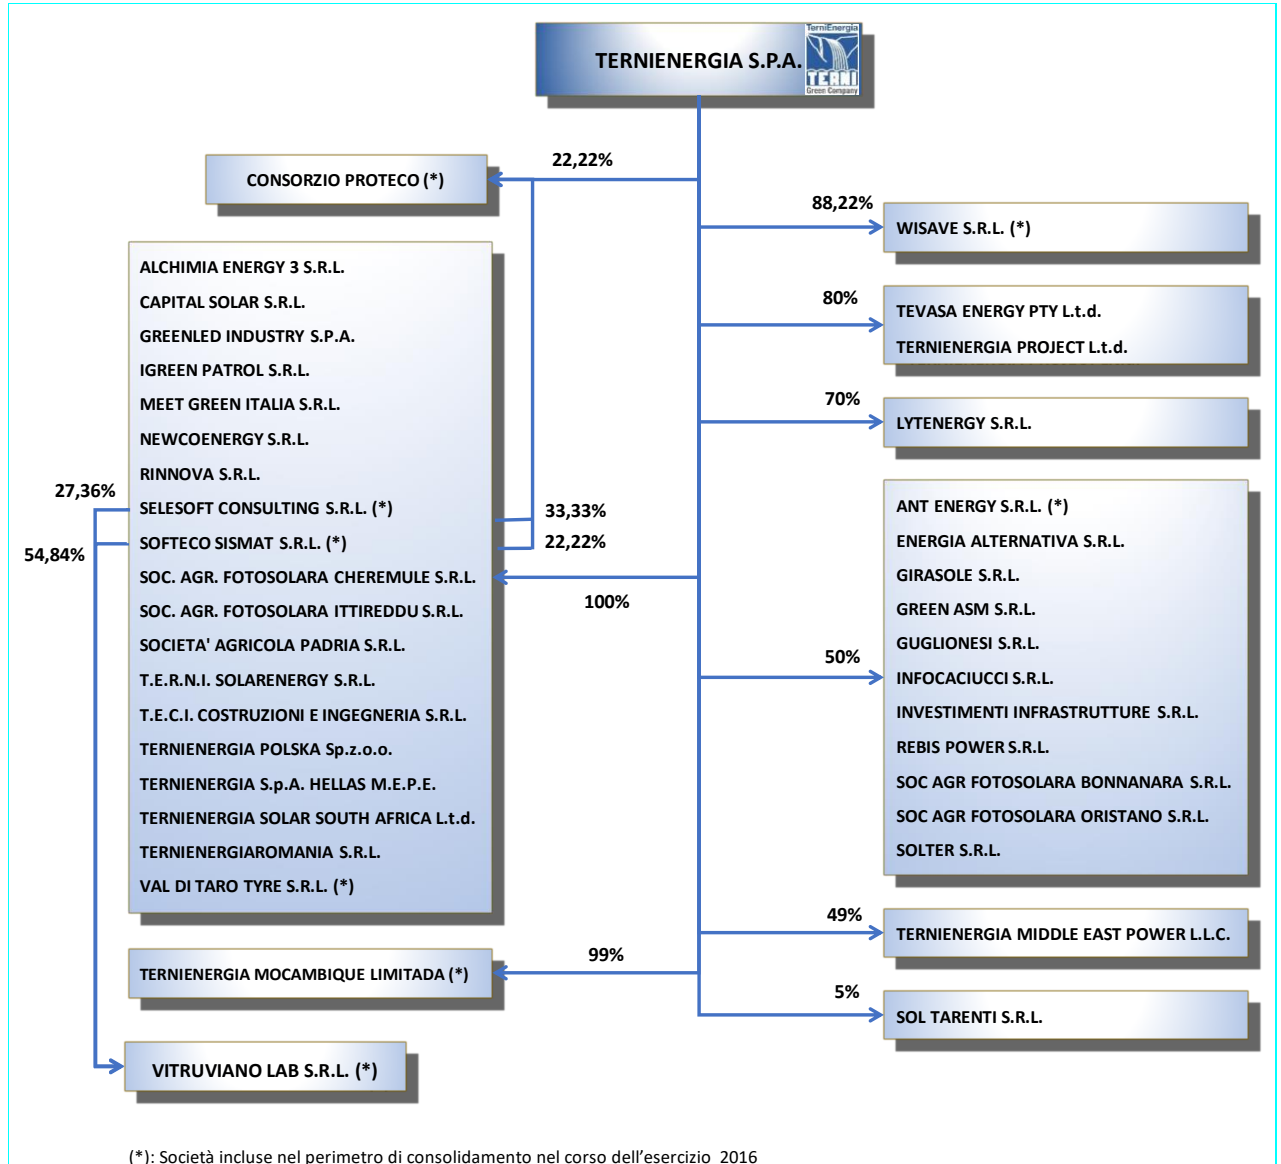 TERNIENERGIA S.P.A.
TerniEnergia
TERNI
Green Company
22,22%
CONSORZIO PROTECO (*)
88,22%
WISAVE S.R.L. (*)
80%
TEVASA ENERGY PTY L.t.d.
TERNIENERGIA PROJECT L.t.d.
70%
LYTENERGY S.R.L.
ALCHIMIA ENERGY 3 S.R.L.
CAPITAL SOLAR S.R.L.
GREENLED INDUSTRY S.P.A.
IGREEN PATROL S.R.L.
MEET GREEN ITALIA S.R.L.
NEWCOENERGY S.R.L.
RINNOVA S.R.L.
SELESOFT CONSULTING S.R.L. (*)
SOFTECO SISMAT S.R.L. (*)
SOC. AGR. FOTOSOLARA CHEREMULE S.R.L.
SOC. AGR. FOTOSOLARA ITTIREDDU S.R.L.
SOCIETA' AGRICOLA PADRIA S.R.L.
T.E.R.N.I. SOLARENERGY S.R.L.
T.E.C.I. COSTRUZIONI E INGEGNERIA S.R.L.
TERNIENERGIA POLSKA Sp.z.o.o.
TERNIENERGIA S.p.A. HELLAS M.E.P.E.
TERNIENERGIA SOLAR SOUTH AFRICA L.t.d.
TERNIENERGIAROMANIA S.R.L.
VAL DI TARO TYRE S.R.L. (*)
27,36%
54,84%
33,33%
22,22%
100%
50%
ANT ENERGY S.R.L. (*)
ENERGIA ALTERNATIVA S.R.L.
GIRASOLE S.R.L.
GREEN ASM S.R.L.
GUGLIONESI S.R.L.
INFOCACIUCCI S.R.L.
INVESTIMENTI INFRASTRUTTURE S.R.L.
REBIS POWER S.R.L.
SOC AGR FOTOSOLARA BONNANARA S.R.L.
SOC AGR FOTOSOLARA ORISTANO S.R.L.
SOLTER S.R.L.
49%
TERNIENERGIA MIDDLE EAST POWER L.L.C.
99%
TERNIENERGIA MOCAMBIQUE LIMITADA (*)
5%
SOL TARENTI S.R.L.
VITRUVIANO LAB S.R.L. (*)
(*): Società incluse nel perimetro di consolidamento nel corso dell'esercizio 2016